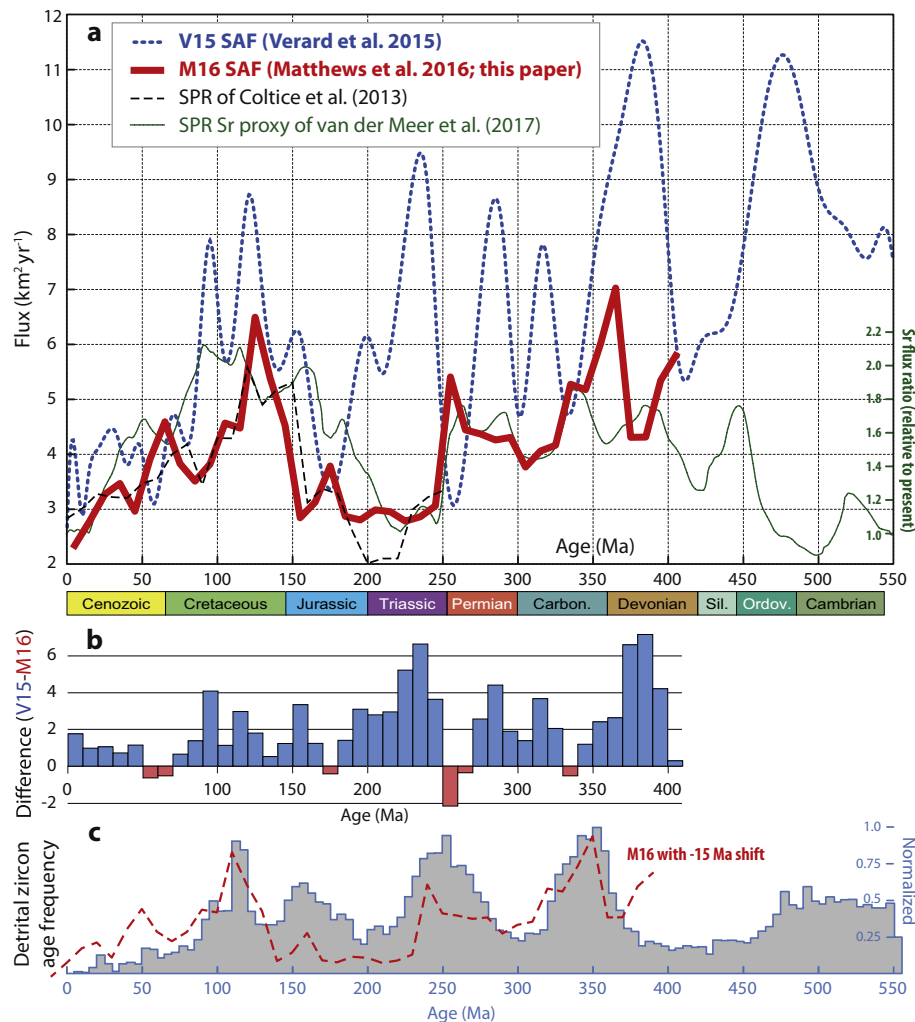 a
V15 SAF (Verard et al. 2015)
M16 SAF (Matthews et al. 2016; this paper)
SPR of Coltice et al. (2013)
SPR Sr proxy of van der Meer et al. (2017)
12
11
10
9
8
7
6
5
4
3
2
Flux (km² yr⁻¹)
2.2
2.0
1.8
1.6
1.4
1.2
1.0
Sr flux ratio (relative to present)
Age (Ma)
0 50 100 150 200 250 300 350 400 450 500 550
Cenozoic Cretaceous Jurassic Triassic Permian Carbon. Devonian Sil. Ordov. Cambrian
b
6
4
2
0
-2
Difference (V15-M16)
0 50 100 150 200 250 300 350 400
Age (Ma)
c
Detrital zircon
age frequency
M16 with -15 Ma shift
1.0
0.75
0.5
0.25
Normalized
0 50 100 150 200 250 300 350 400 450 500 550
Age (Ma)